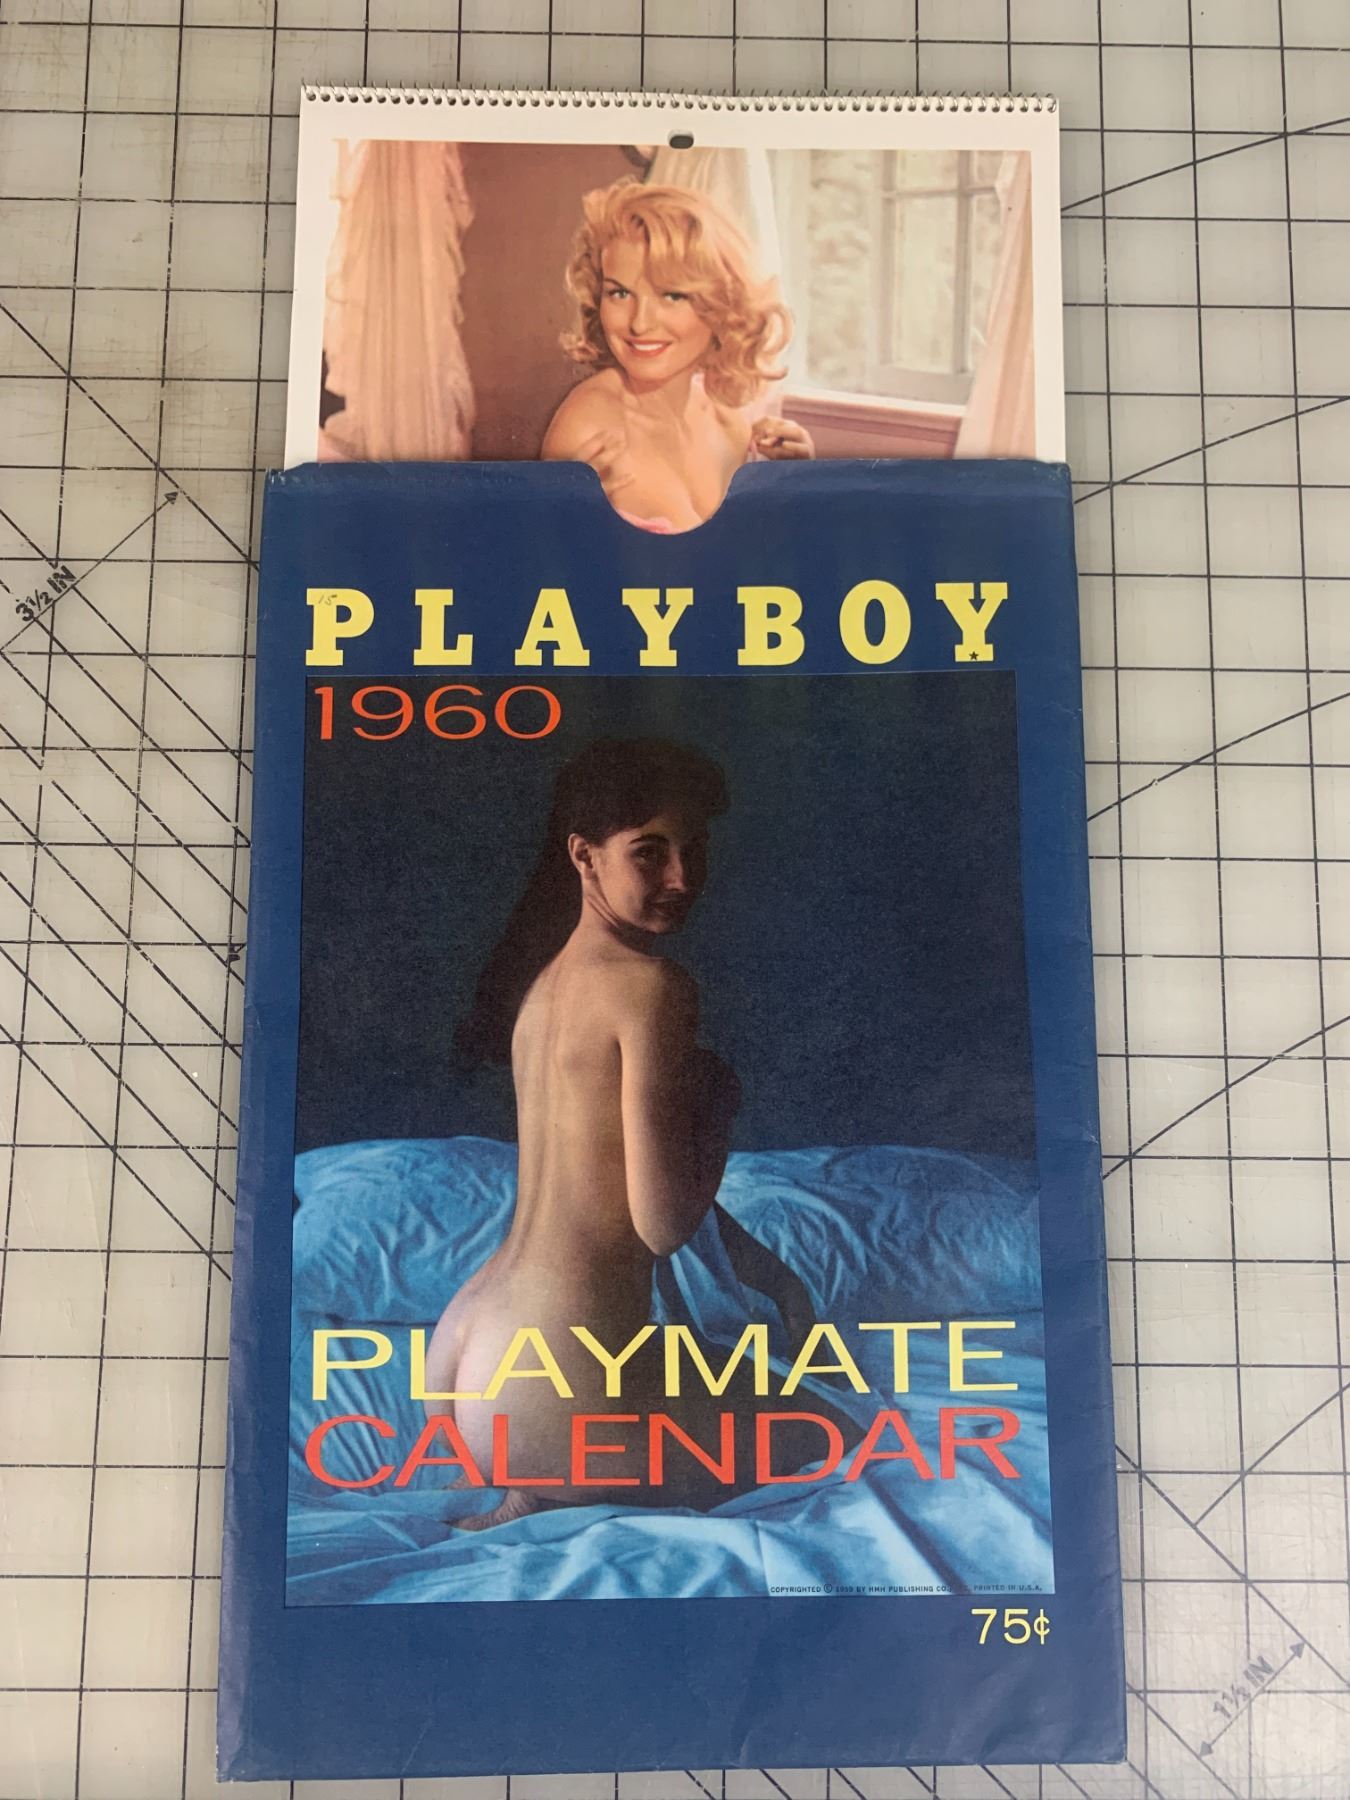 PLAYBOY
1960
PLAYMATE
CALENDAR
COPYRIGHTED © 1959 BY HMH PUBLISHING CO. PRINTED IN U.S.A.
75¢
3½ IN
1½ IN